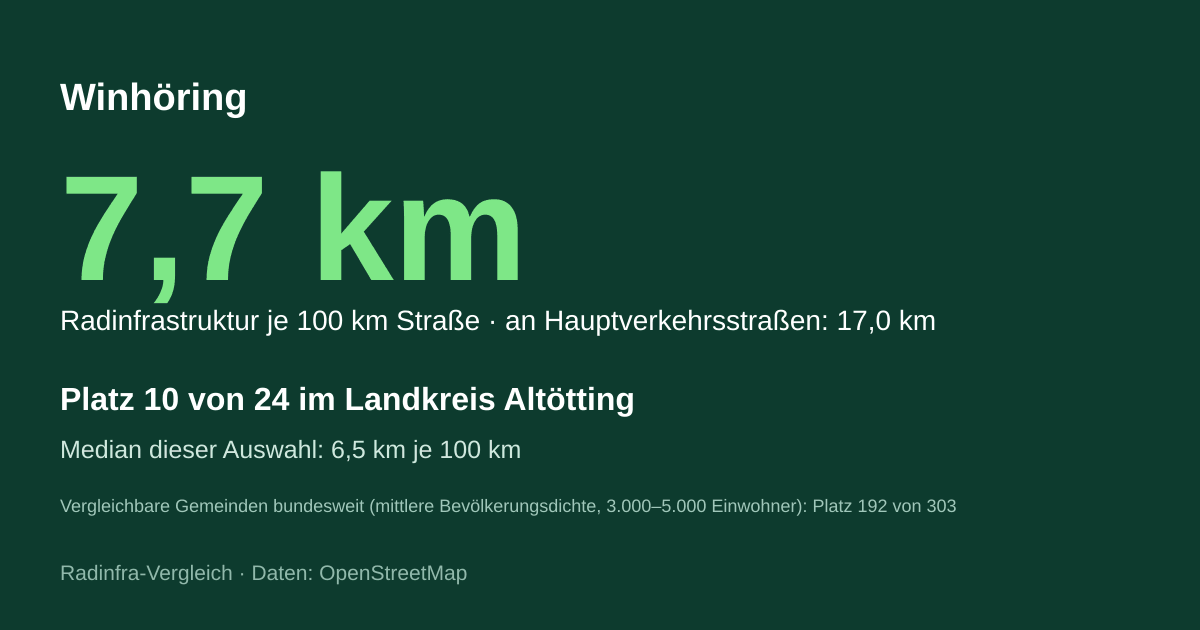 Winhöring
7,7 km
Radinfrastruktur je 100 km Straße · an Hauptverkehrsstraßen: 17,0 km
Platz 10 von 24 im Landkreis Altötting
Median dieser Auswahl: 6,5 km je 100 km
Vergleichbare Gemeinden bundesweit (mittlere Bevölkerungsdichte, 3.000–5.000 Einwohner): Platz 192 von 303
Radinfra-Vergleich · Daten: OpenStreetMap